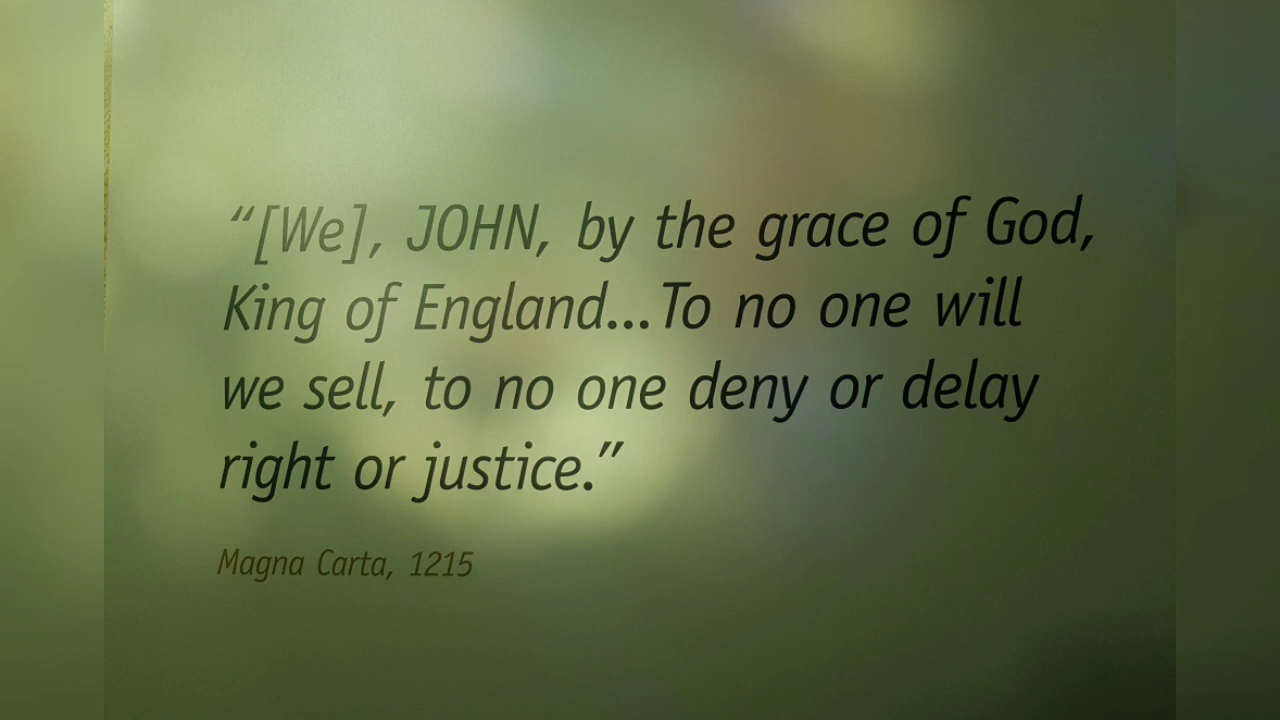 “[We], JOHN, by the grace of God,
King of England...To no one will
we sell, to no one deny or delay
right or justice.”
Magna Carta, 1215